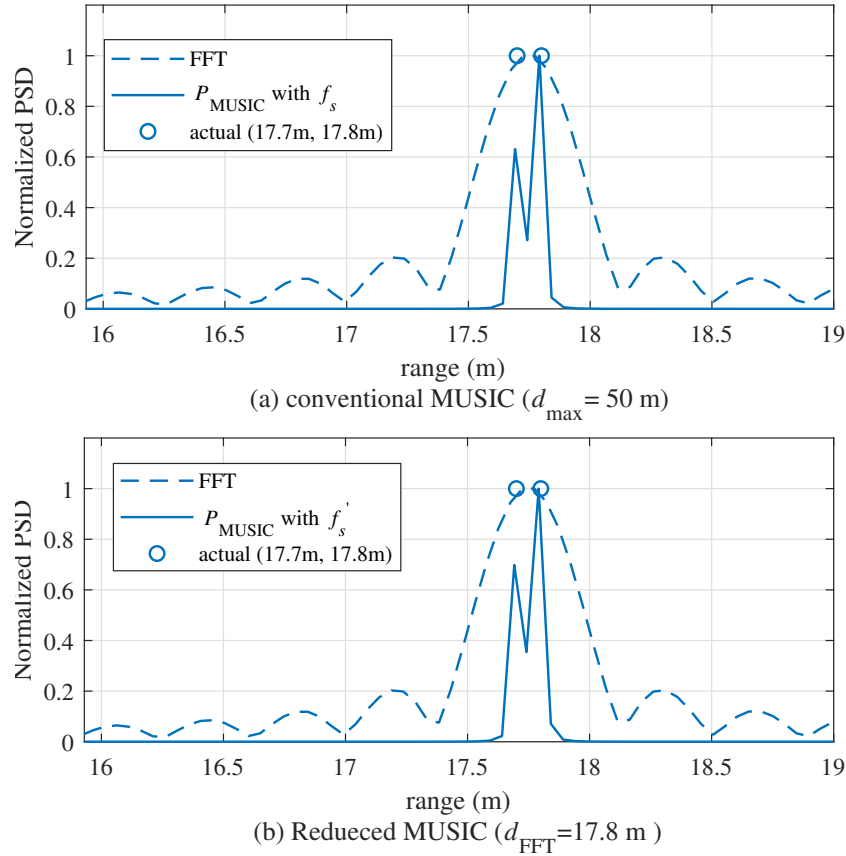 FFT
P_MUSIC with f_s
actual (17.7m, 17.8m)
Normalized PSD
1
0.8
0.6
0.4
0.2
0
16
16.5
17
17.5
18
18.5
19
range (m)
(a) conventional MUSIC (d_max= 50 m)
FFT
P_MUSIC with f_s'
actual (17.7m, 17.8m)
Normalized PSD
1
0.8
0.6
0.4
0.2
0
16
16.5
17
17.5
18
18.5
19
range (m)
(b) Redueced MUSIC (d_FFT=17.8 m )